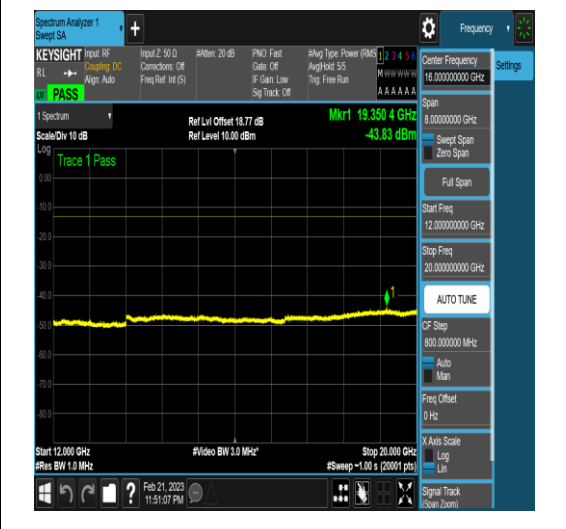 Spectrum Analyzer 1
Swept SA
+
Frequency
KEYSIGHT
RL
Input: RF
Coupling: DC
Align: Auto
Input Z: 50 Ω
Corrections: Off
Freq Ref: Int (S)
#Atten: 20 dB
PNO: Fast
Gate: Off
IF Gain: Low
Sig Track: Off
#Avg Type: Power (RMS
Avg|Hold: 5/5
Trig: Free Run
1 2 3 4 5 6
M W W W W W
A A A A A A
PASS
1 Spectrum
Scale/Div 10 dB
Ref Lvl Offset 18.77 dB
Ref Level 10.00 dBm
Mkr1 19.350 4 GHz
-43.83 dBm
Log
Trace 1 Pass
0.00
-10.0
-20.0
-30.0
-40.0
-50.0
-60.0
-70.0
-80.0
1
Start 12.000 GHz
#Res BW 1.0 MHz
#Video BW 3.0 MHz*
Stop 20.000 GHz
#Sweep ~1.00 s (20001 pts)
Feb 21, 2023
11:51:07 PM
?
Center Frequency
16.000000000 GHz
Settings
Span
8.00000000 GHz
Swept Span
Zero Span
Full Span
Start Freq
12.000000000 GHz
Stop Freq
20.000000000 GHz
AUTO TUNE
CF Step
800.000000 MHz
Auto
Man
Freq Offset
0 Hz
X Axis Scale
Log
Lin
Signal Track
(Span Zoom)